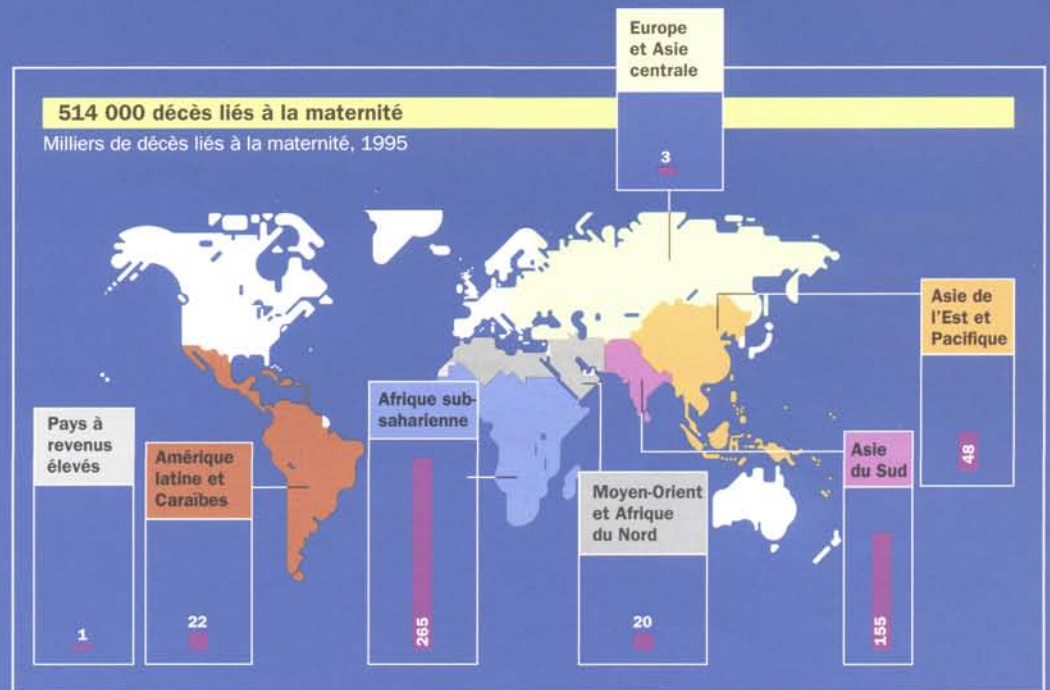 Europe
et Asie
centrale
514 000 décès liés à la maternité
Milliers de décès liés à la maternité, 1995
3
Asie de
l'Est et
Pacifique
48
Pays à
revenus
élevés
1
Amérique
latine et
Caraïbes
22
Afrique sub-
saharienne
265
Moyen-Orient
et Afrique
du Nord
20
Asie
du Sud
155